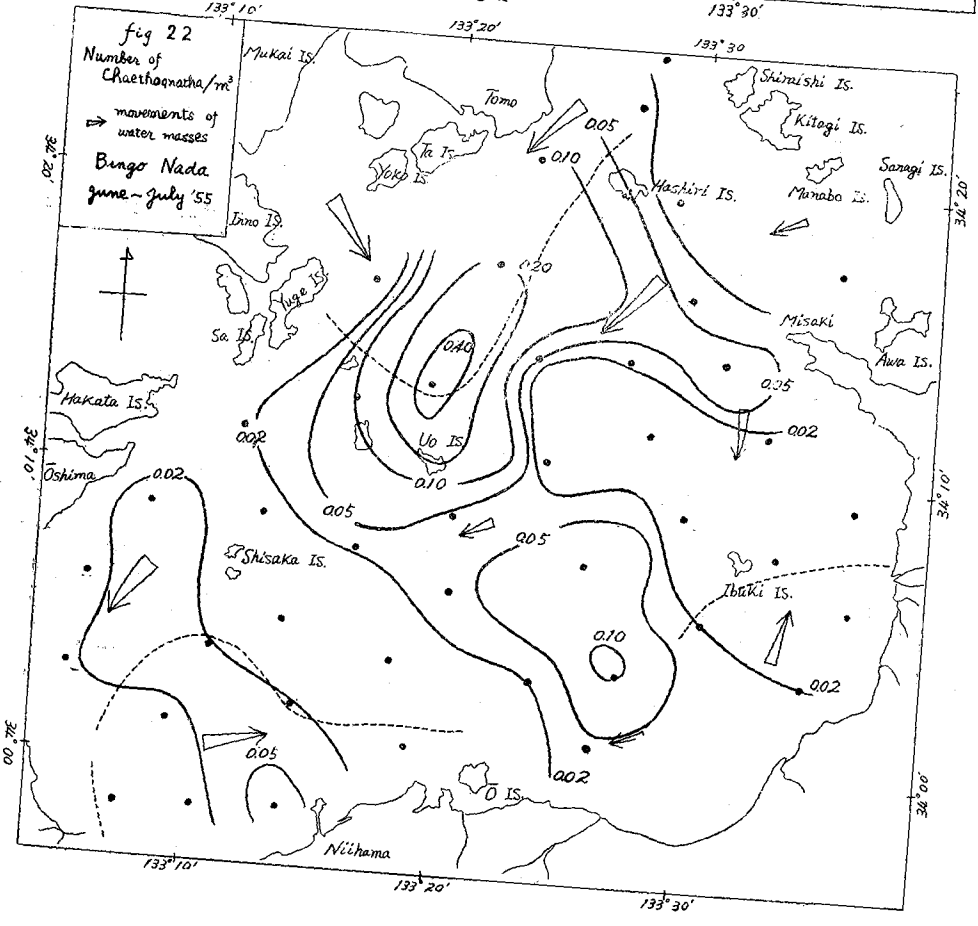 133°10'
133°20'
133°30'
133°30'
fig 22
Number of
Chaethognatha/m³
movements of
water masses
Bingo Nada
June~July '55
Mukai Is.
Tomo
Shiraishi Is.
Kitagi Is.
34°20'
Ta Is.
Yoko Is.
0.05
0.10
Hashiri Is.
Manabo Is.
Sanagi Is.
34°20'
Inno Is.
Yuge Is.
Sa Is.
0.20
Misaki
0.40
Awa Is.
Hakata Is.
0.05
0.02
0.02
Uo Is.
34°10'
Ōshima
0.02
0.10
0.05
34°10'
0.05
Shisaka Is.
Ibuki Is.
0.10
0.02
34°00'
0.05
0.02
Ō Is.
34°00'
Niihama
133°10'
133°20'
133°30'